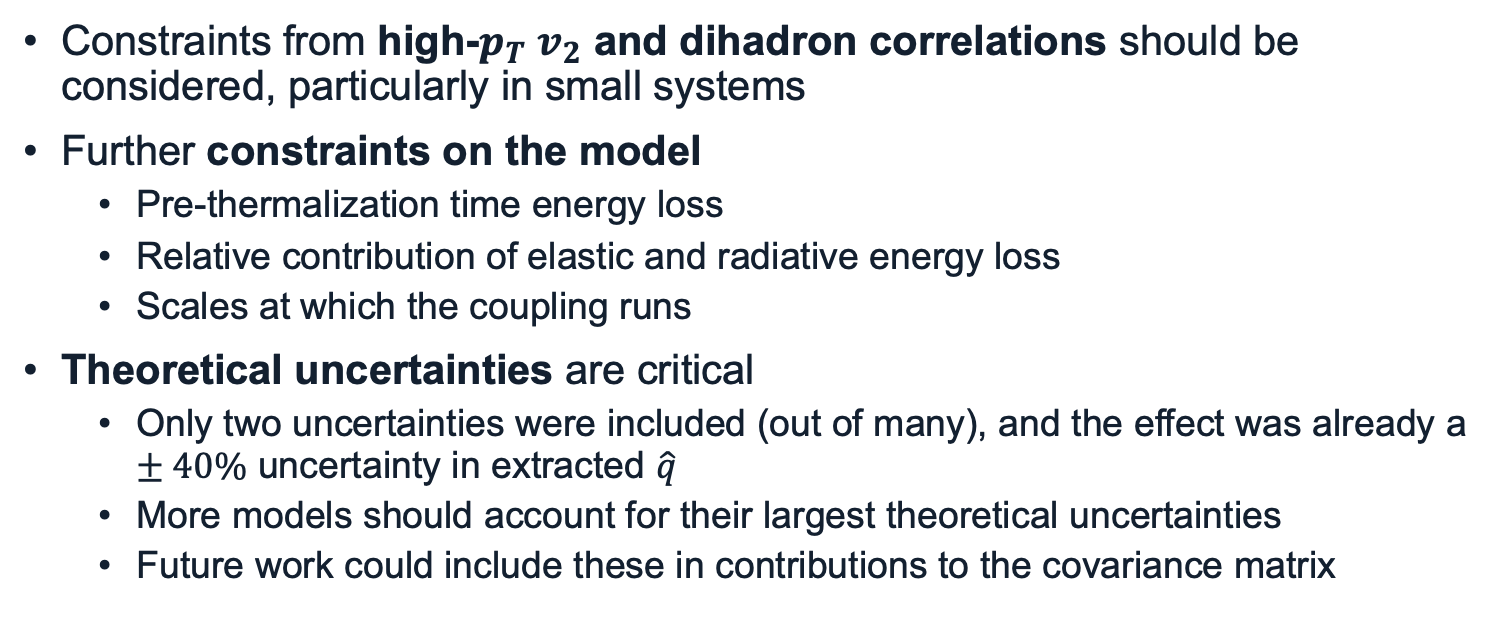 • Constraints from high-𝒑𝑻 𝒗𝟐 and dihadron correlations should be
considered, particularly in small systems
• Further constraints on the model
• Pre-thermalization time energy loss
• Relative contribution of elastic and radiative energy loss
• Scales at which the coupling runs
• Theoretical uncertainties are critical
• Only two uncertainties were included (out of many), and the effect was already a
± 40% uncertainty in extracted q̂
• More models should account for their largest theoretical uncertainties
• Future work could include these in contributions to the covariance matrix